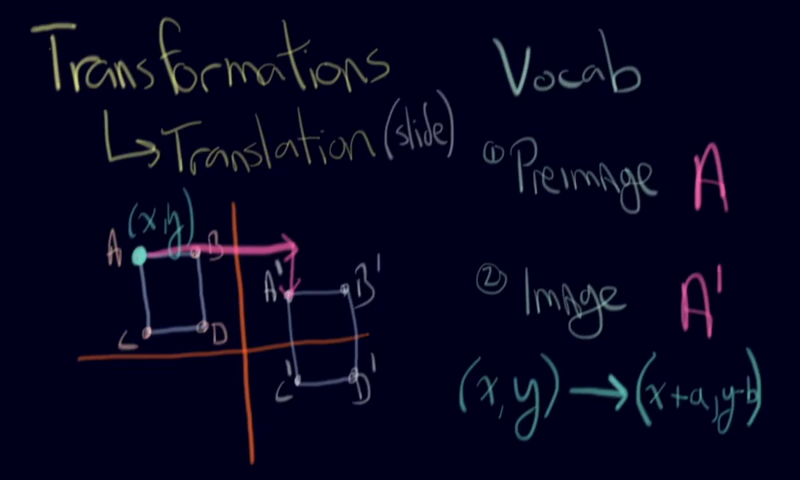 Transformations
Translation (slide)
Vocab
① Preimage A
② Image A'
(x, y) → (x+a, y-b)
(x,y)
A B
C D
A' B'
C' D'